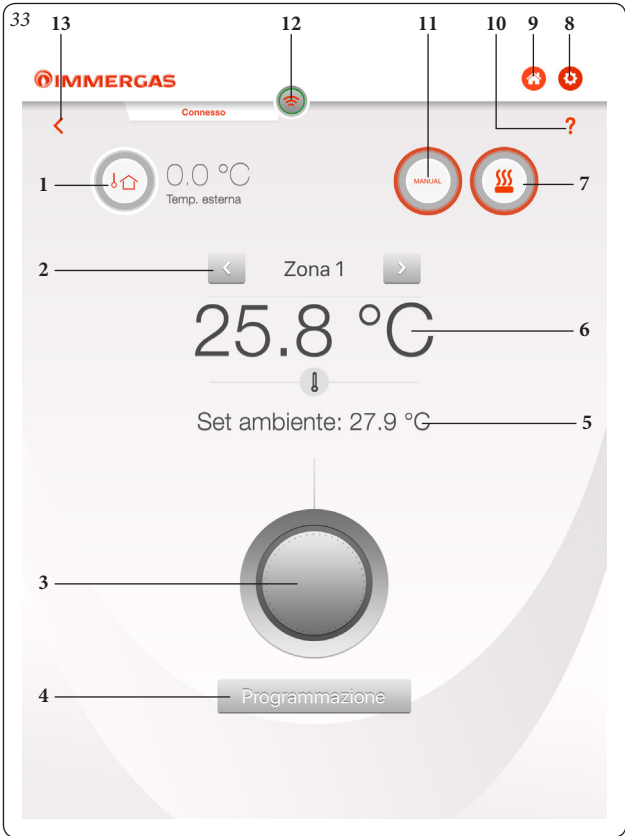 33
13 12 11 9 8
IMMERGAS
Connesso
10 ?
1 0.0 °C
Temp. esterna
MANUAL
7
2 Zona 1
25.8 °C 6
Set ambiente: 27.9 °C 5
3
4 Programmazione